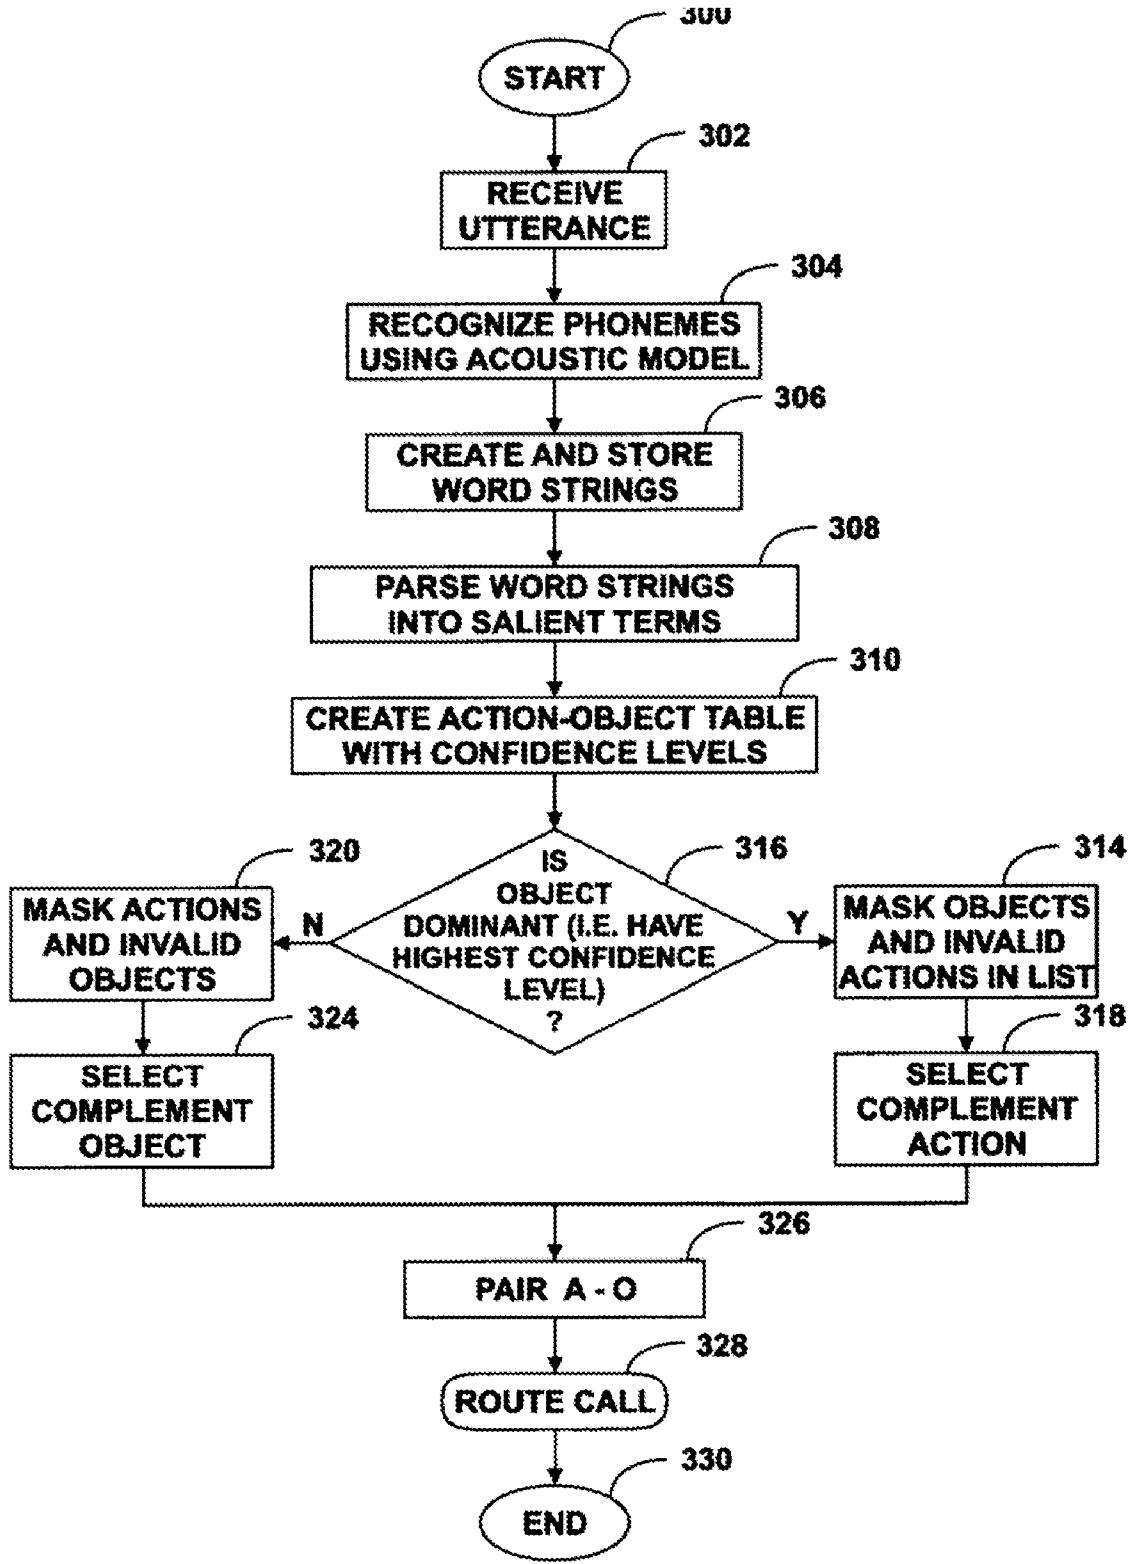 300
START
302
RECEIVE
UTTERANCE
304
RECOGNIZE PHONEMES
USING ACOUSTIC MODEL
306
CREATE AND STORE
WORD STRINGS
308
PARSE WORD STRINGS
INTO SALIENT TERMS
310
CREATE ACTION-OBJECT TABLE
WITH CONFIDENCE LEVELS
316
IS
OBJECT
DOMINANT (I.E. HAVE
HIGHEST CONFIDENCE
LEVEL)
?
N
Y
320
MASK ACTIONS
AND INVALID
OBJECTS
314
MASK OBJECTS
AND INVALID
ACTIONS IN LIST
324
SELECT
COMPLEMENT
OBJECT
318
SELECT
COMPLEMENT
ACTION
326
PAIR A - O
328
ROUTE CALL
330
END